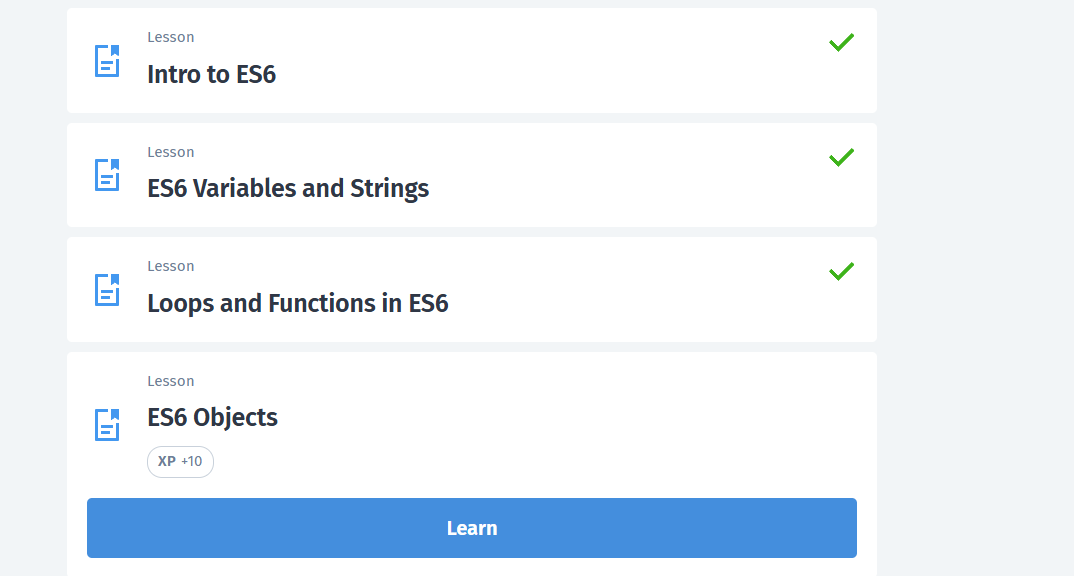 Lesson
Intro to ES6
Lesson
ES6 Variables and Strings
Lesson
Loops and Functions in ES6
Lesson
ES6 Objects
XP +10
Learn